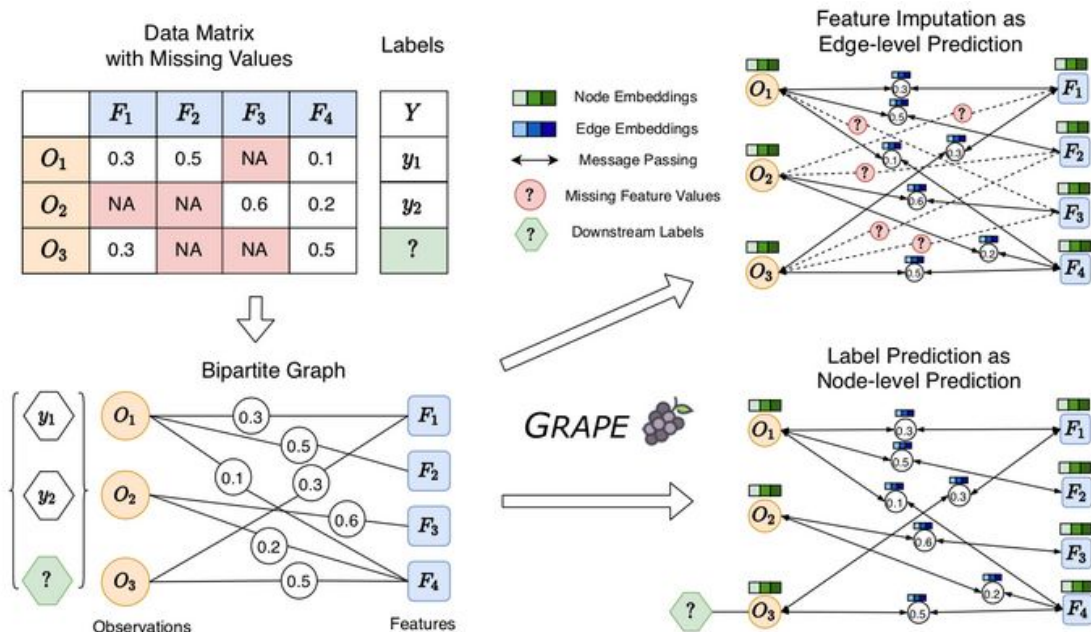 Data Matrix
with Missing Values
Labels
F₁ F₂ F₃ F₄ Y
O₁ 0.3 0.5 NA 0.1 y₁
O₂ NA NA 0.6 0.2 y₂
O₃ 0.3 NA NA 0.5 ?
Node Embeddings
Edge Embeddings
Message Passing
? Missing Feature Values
? Downstream Labels
Feature Imputation as
Edge-level Prediction
O₁ 0.3 F₁
0.5 ?
? 0.1 0.3 F₂
O₂ ?
0.6 F₃
? ? 0.2
O₃ 0.5 F₄
Bipartite Graph
y₁ O₁ 0.3 F₁
0.5
0.1 0.3 F₂
y₂ O₂
0.6 F₃
0.2
? O₃ 0.5 F₄
Observations Features
GRAPE
Label Prediction as
Node-level Prediction
O₁ 0.3 F₁
0.5
0.1 0.3 F₂
O₂
0.6 F₃
0.2
? O₃ 0.5 F₄